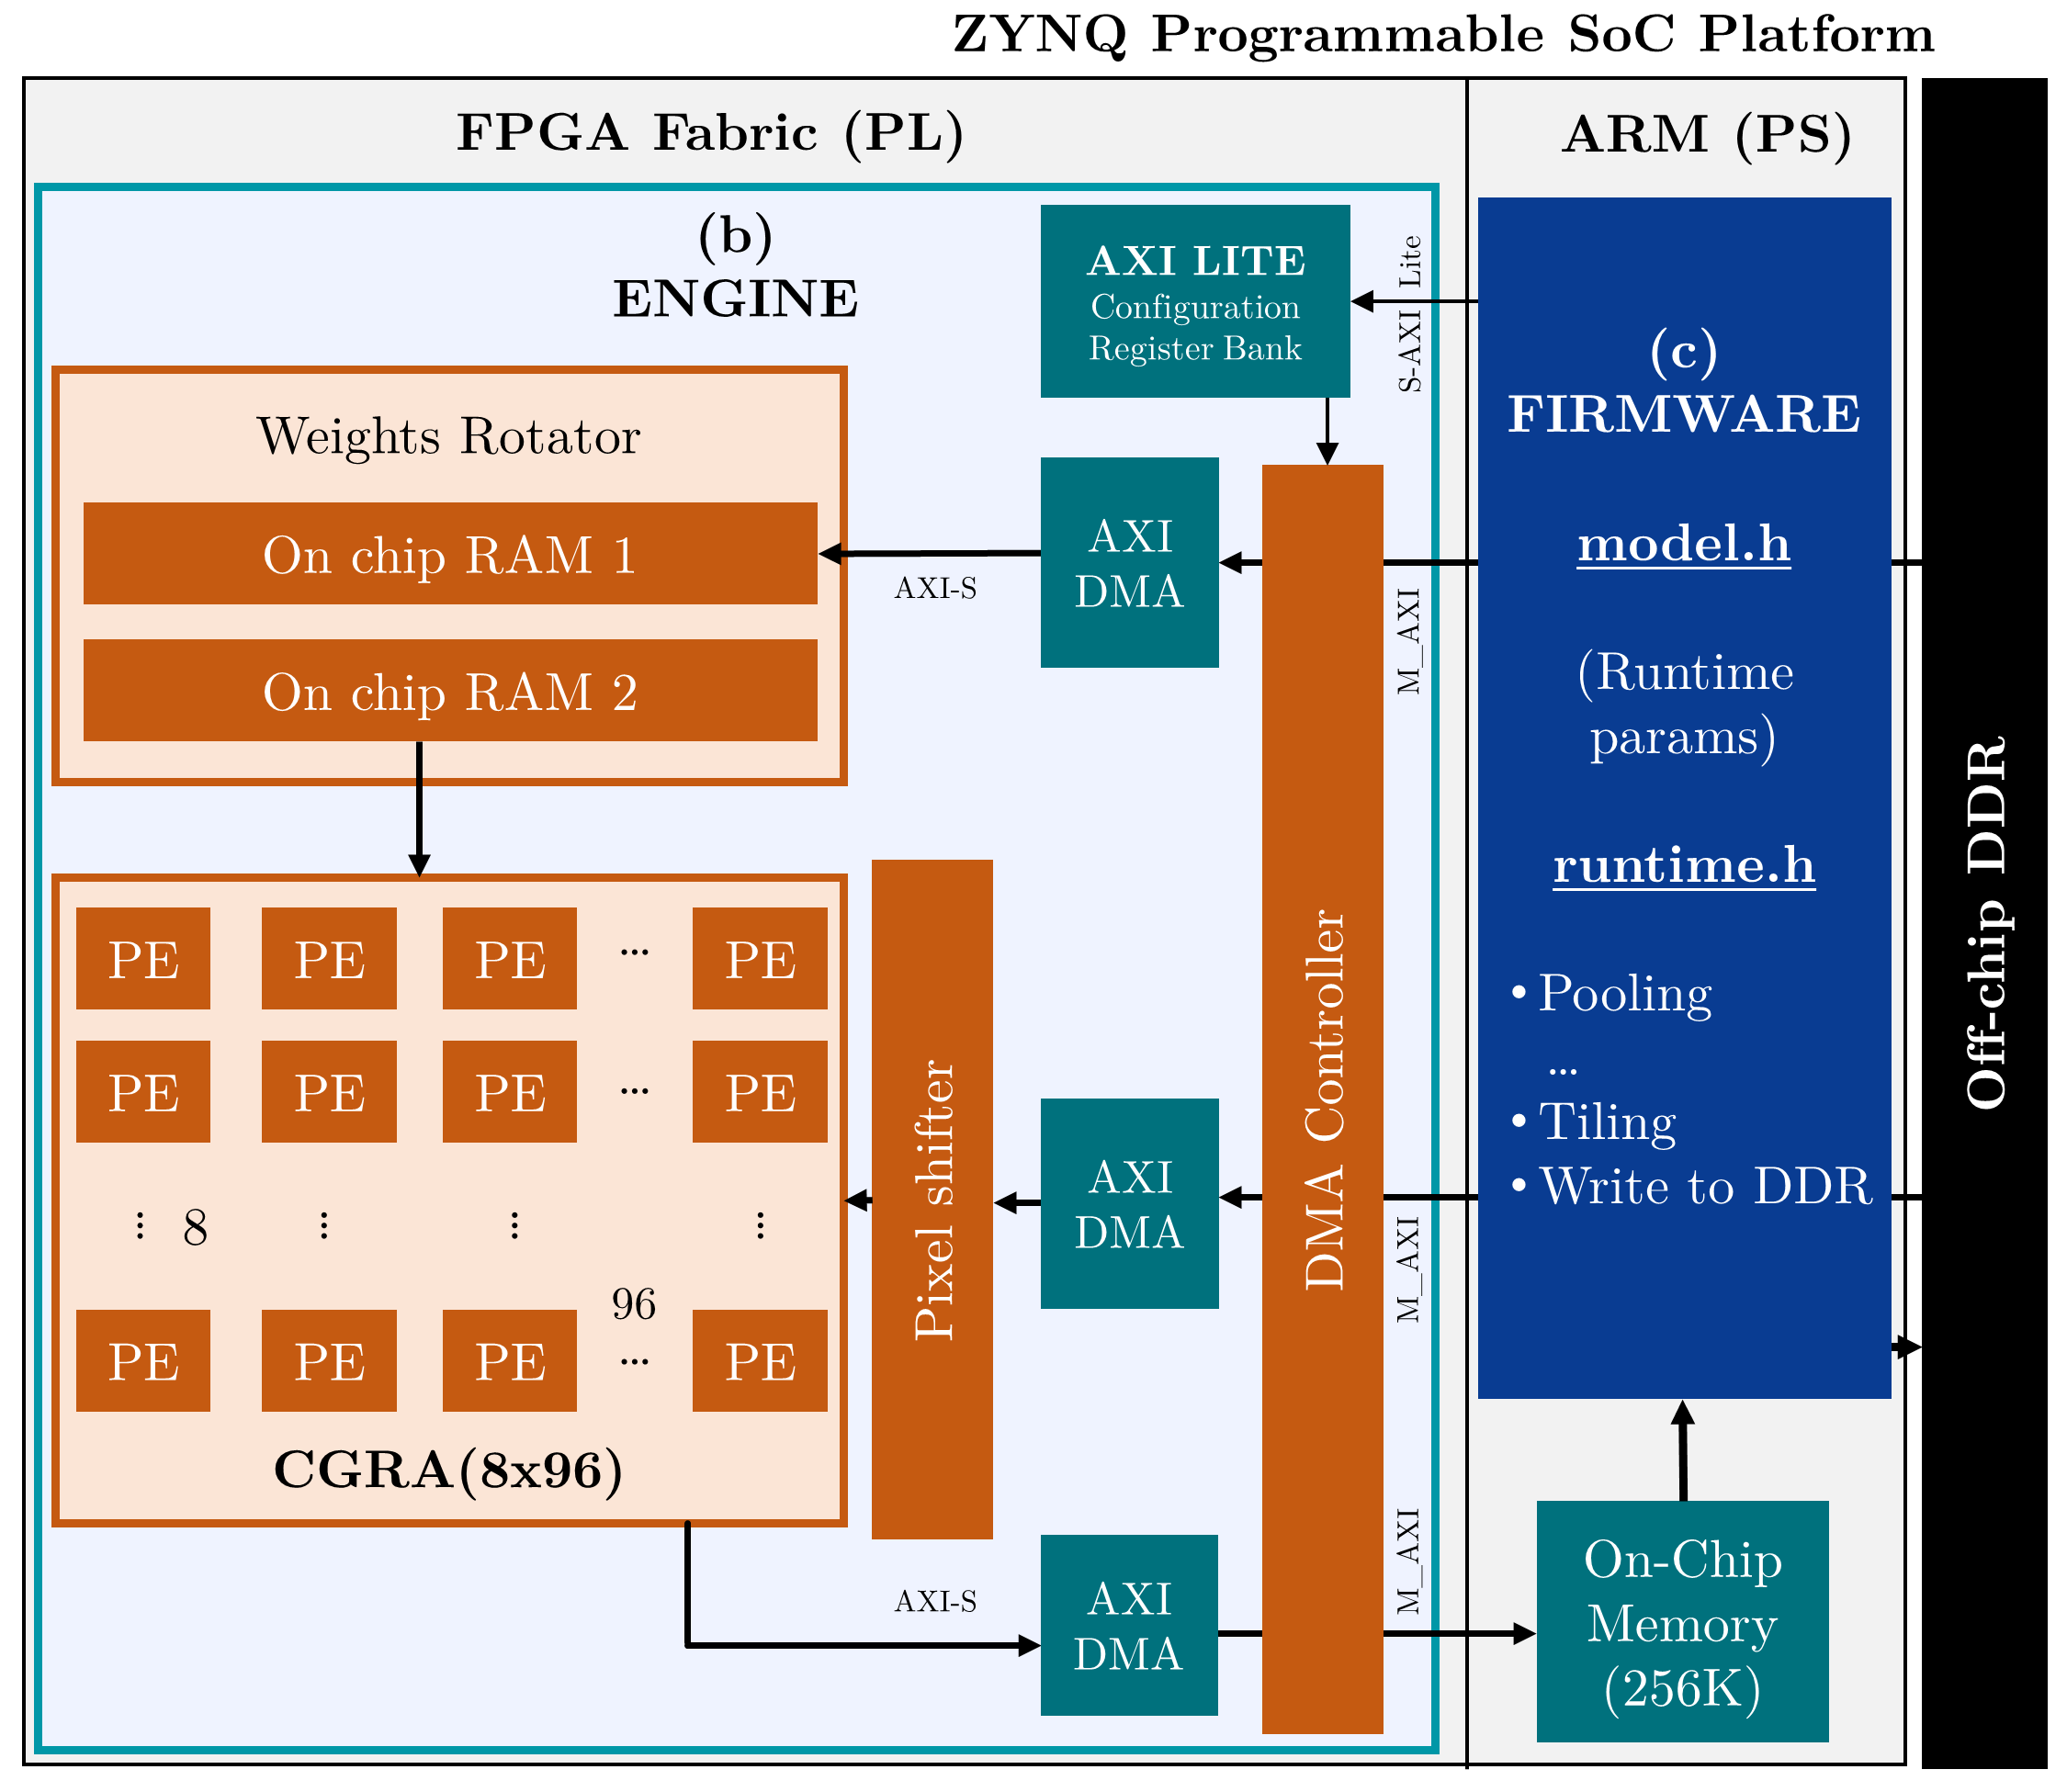 ZYNQ Programmable SoC Platform
FPGA Fabric (PL)
ARM (PS)
(b)
ENGINE
AXI LITE
Configuration
Register Bank
S-AXI Lite
Weights Rotator
On chip RAM 1
On chip RAM 2
AXI-S
AXI
DMA
M_AXI
PE PE PE ... PE
PE PE PE ... PE
⋮ 8 ⋮ ⋮ ⋮
96
PE PE PE ... PE
CGRA(8x96)
Pixel shifter
AXI
DMA
DMA Controller
M_AXI
AXI-S
AXI
DMA
M_AXI
(c)
FIRMWARE
model.h
(Runtime
params)
runtime.h
• Pooling
...
• Tiling
• Write to DDR
On-Chip
Memory
(256K)
Off-chip DDR